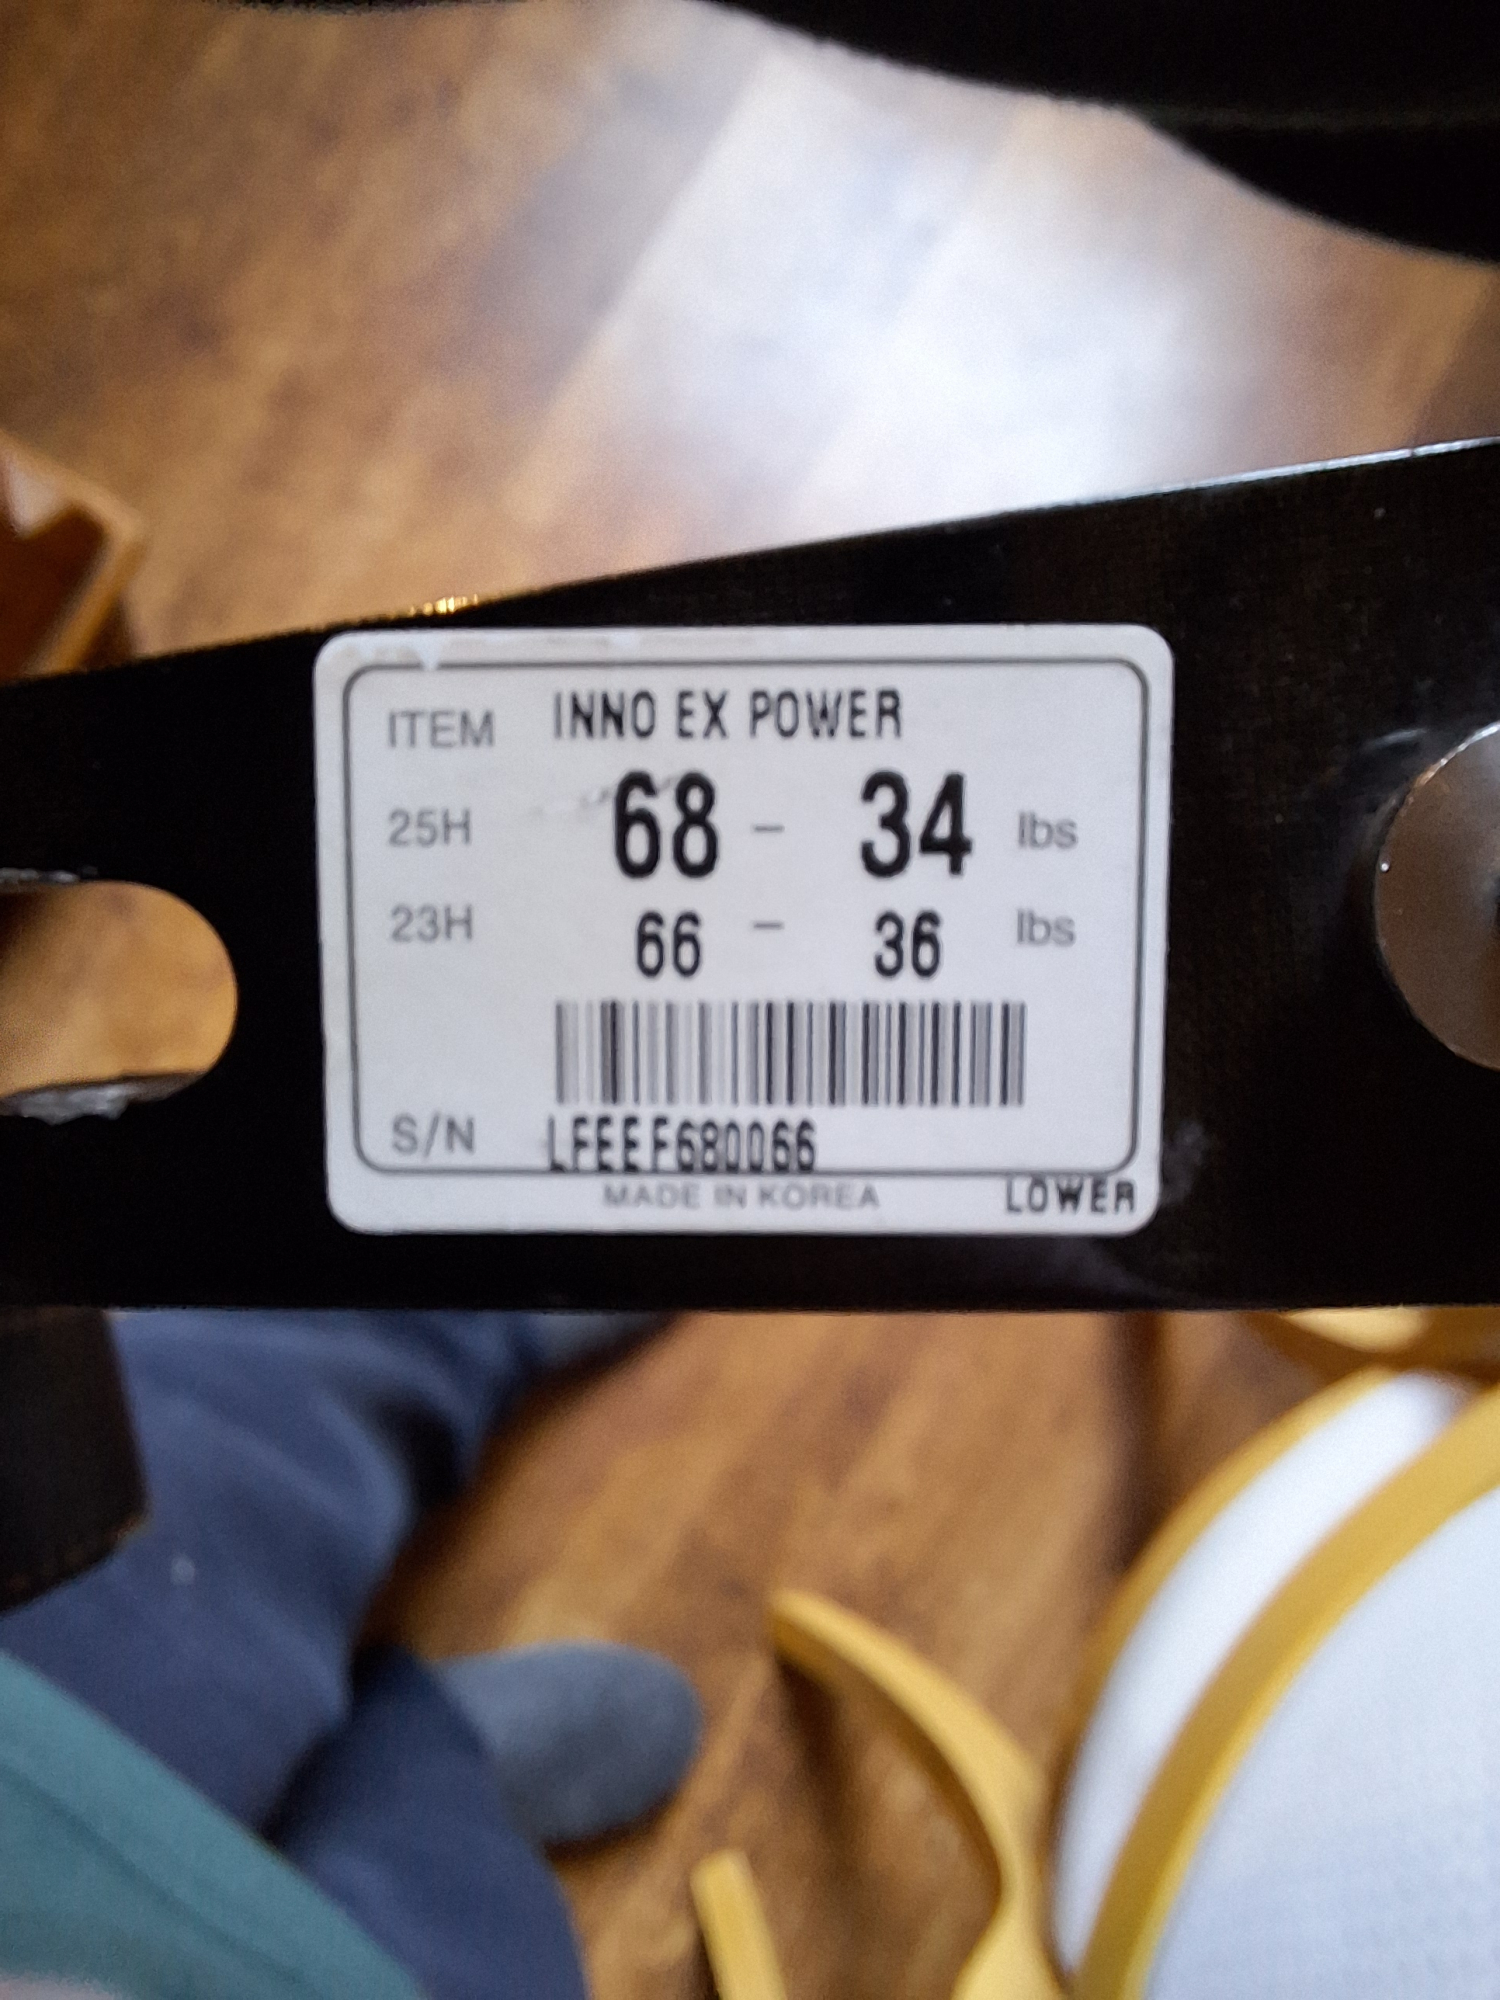 ITEM INNO EX POWER
25H 68 - 34 lbs
23H 66 - 36 lbs
S/N LFEEF680066
MADE IN KOREA LOWER